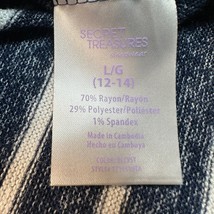 SECRET
TREASURES
L/G
(12-14)
70% Rayon/Rayón
29% Polyester/Poliéster
1% Spandex
Made in Cambodia
Hecho en Camboya